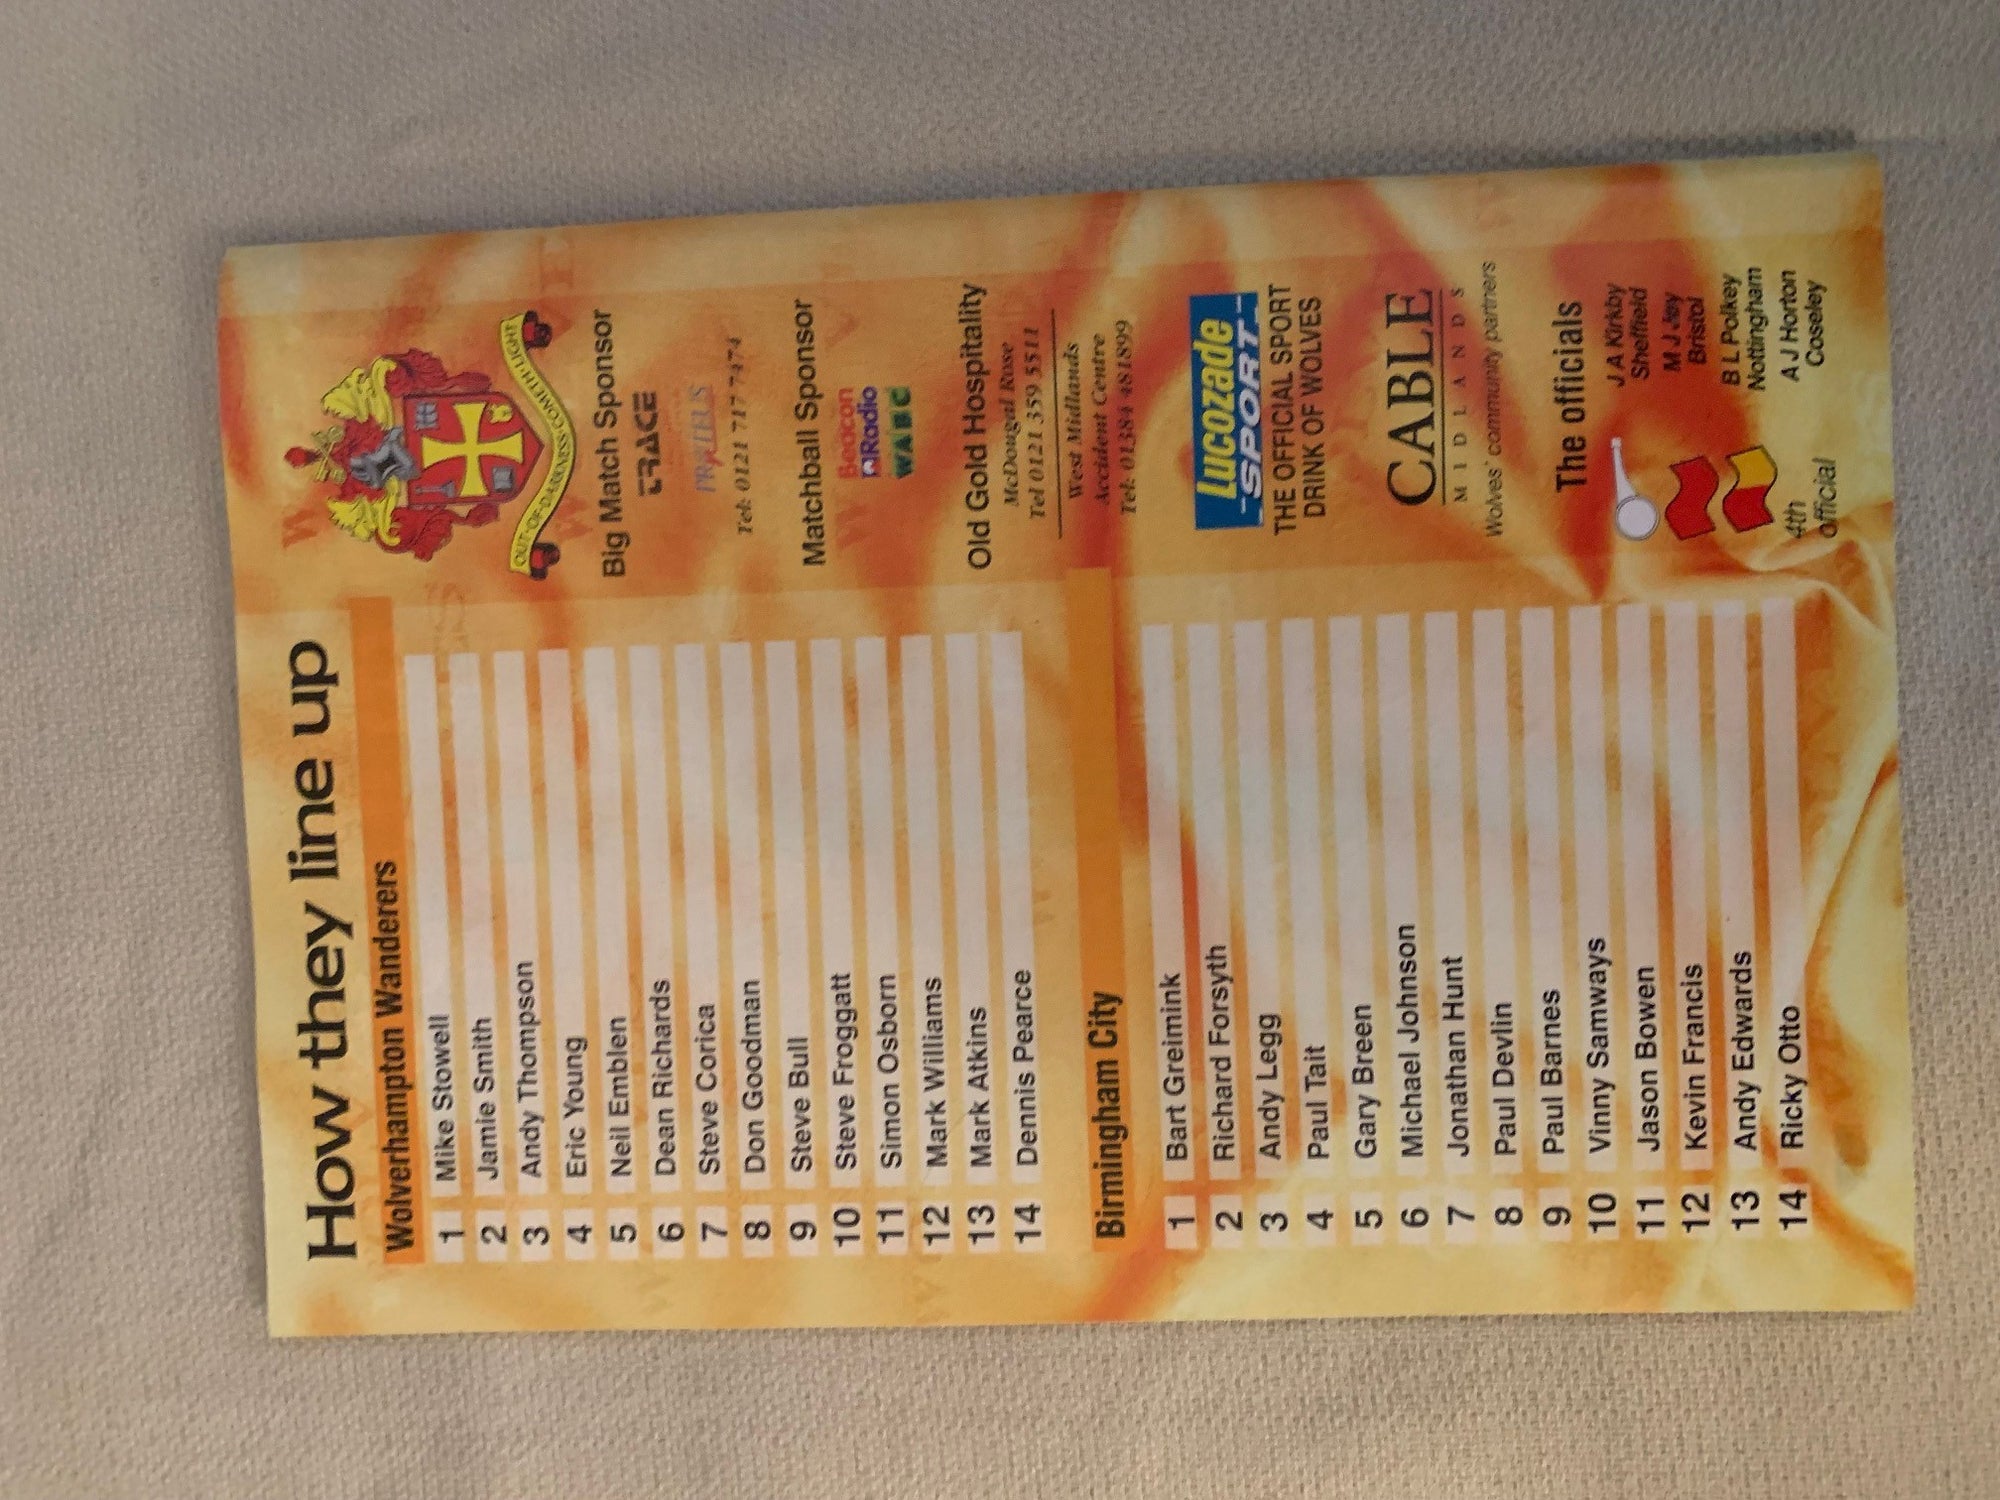 How they line up
Wolverhampton Wanderers
1 Mike Stowell
2 Jamie Smith
3 Andy Thompson
4 Eric Young
5 Neil Emblen
6 Dean Richards
7 Steve Corica
8 Don Goodman
9 Steve Bull
10 Steve Froggatt
11 Simon Osborn
12 Mark Williams
13 Mark Atkins
14 Dennis Pearce
Birmingham City
1 Bart Greimink
2 Richard Forsyth
3 Andy Legg
4 Paul Tait
5 Gary Breen
6 Michael Johnson
7 Jonathan Hunt
8 Paul Devlin
9 Paul Barnes
10 Vinny Samways
11 Jason Bowen
12 Kevin Francis
13 Andy Edwards
14 Ricky Otto
OUT·OF·DARKNESS·COMETH·LIGHT
Big Match Sponsor
TRACE
Tel: 0121 717 7474
Matchball Sponsor
Beacon
Radio
WABC
Old Gold Hospitality
McDougal Rose
Tel 0121 359 5511
West Midlands
Accident Centre
Tel: 01384 481899
Lucozade
SPORT
THE OFFICIAL SPORT
DRINK OF WOLVES
CABLE
MIDLANDS
Wolves' community partners
The officials
J A Kirkby
Sheffield
M J Jay
Bristol
B L Polkey
Nottingham
4th A J Horton
official Coseley